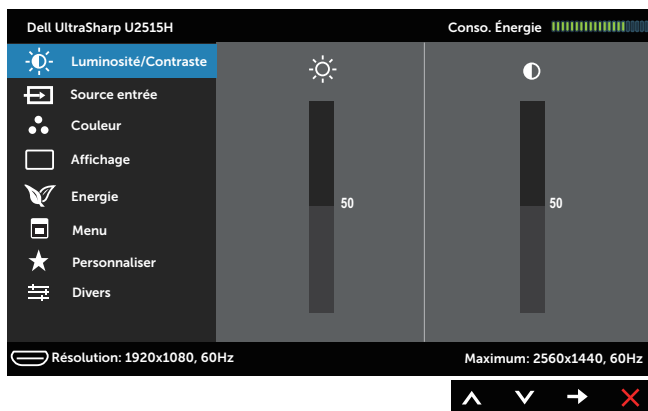 Dell UltraSharp U2515H
Conso. Énergie
Luminosité/Contraste
Source entrée
Couleur
Affichage
Energie
Menu
Personnaliser
Divers
50
50
Résolution: 1920x1080, 60Hz
Maximum: 2560x1440, 60Hz